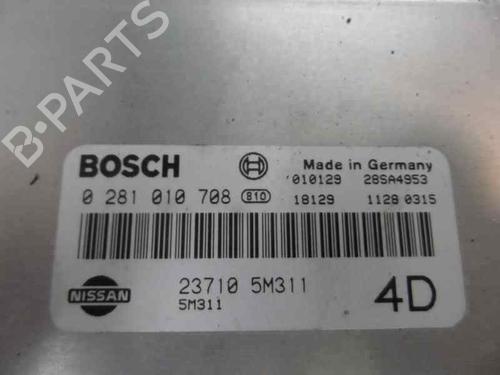 B-PARTS
BOSCH
Made in Germany
0 281 010 708 810
010129 28SA4953
18129 1128 0315
NISSAN
23710 5M311
5M311
4D